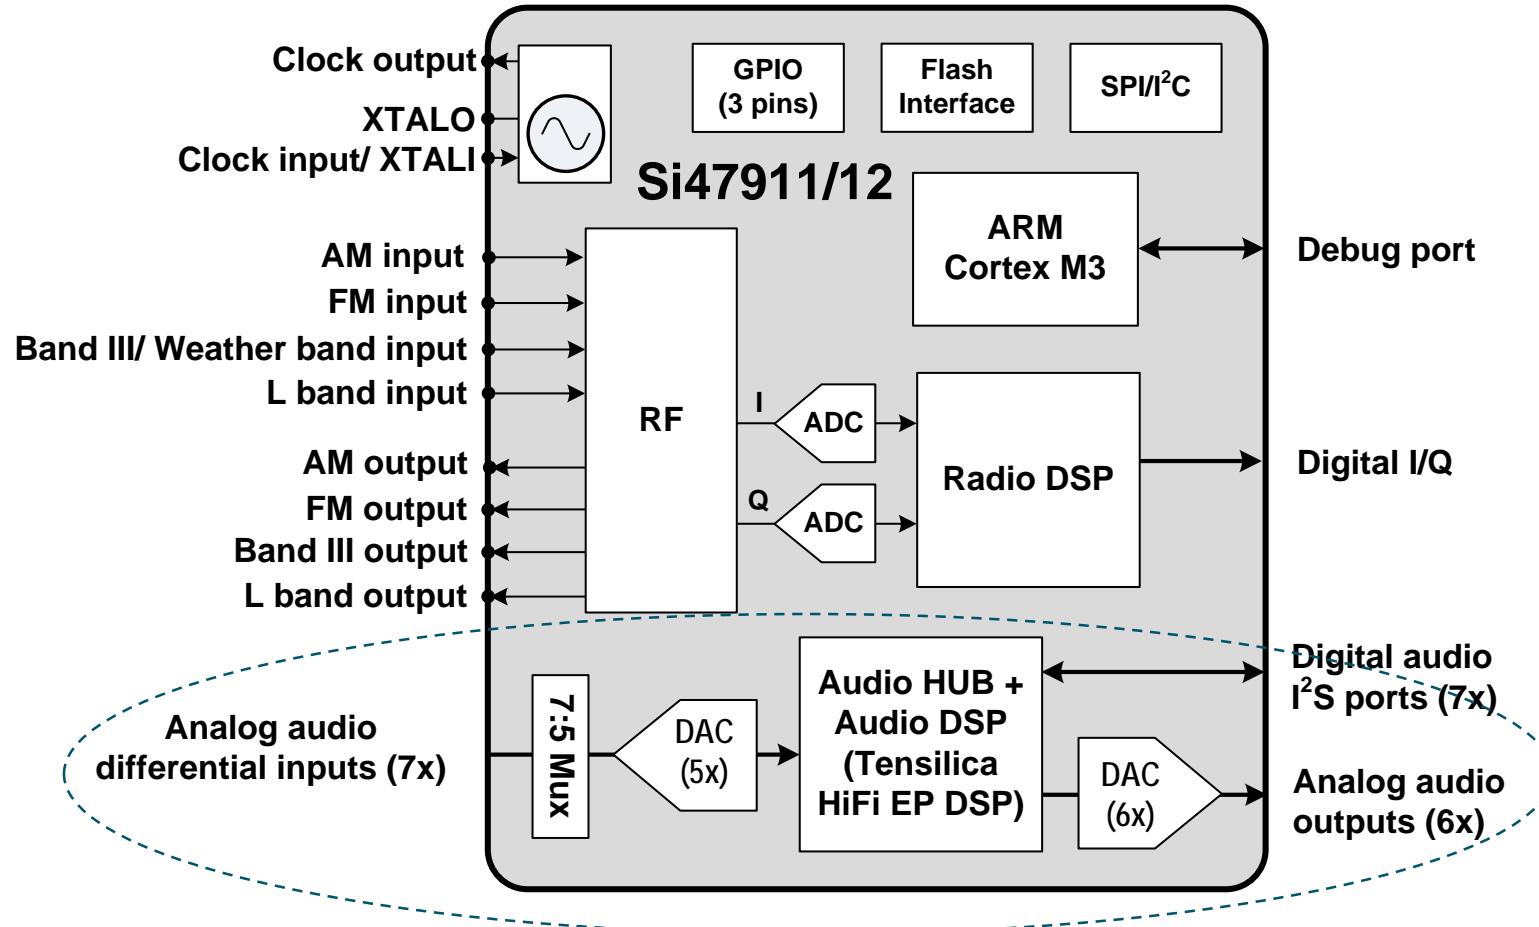 Clock output
XTALO
Clock input/ XTALI
GPIO
(3 pins)
Flash
Interface
SPI/I²C
Si47911/12
ARM
Cortex M3
Debug port
AM input
FM input
Band III/ Weather band input
L band input
AM output
FM output
Band III output
L band output
RF
I
ADC
Q
ADC
Radio DSP
Digital I/Q
Analog audio
differential inputs (7x)
7:5 Mux
DAC
(5x)
Audio HUB +
Audio DSP
(Tensilica
HiFi EP DSP)
DAC
(6x)
Digital audio
I²S ports (7x)
Analog audio
outputs (6x)